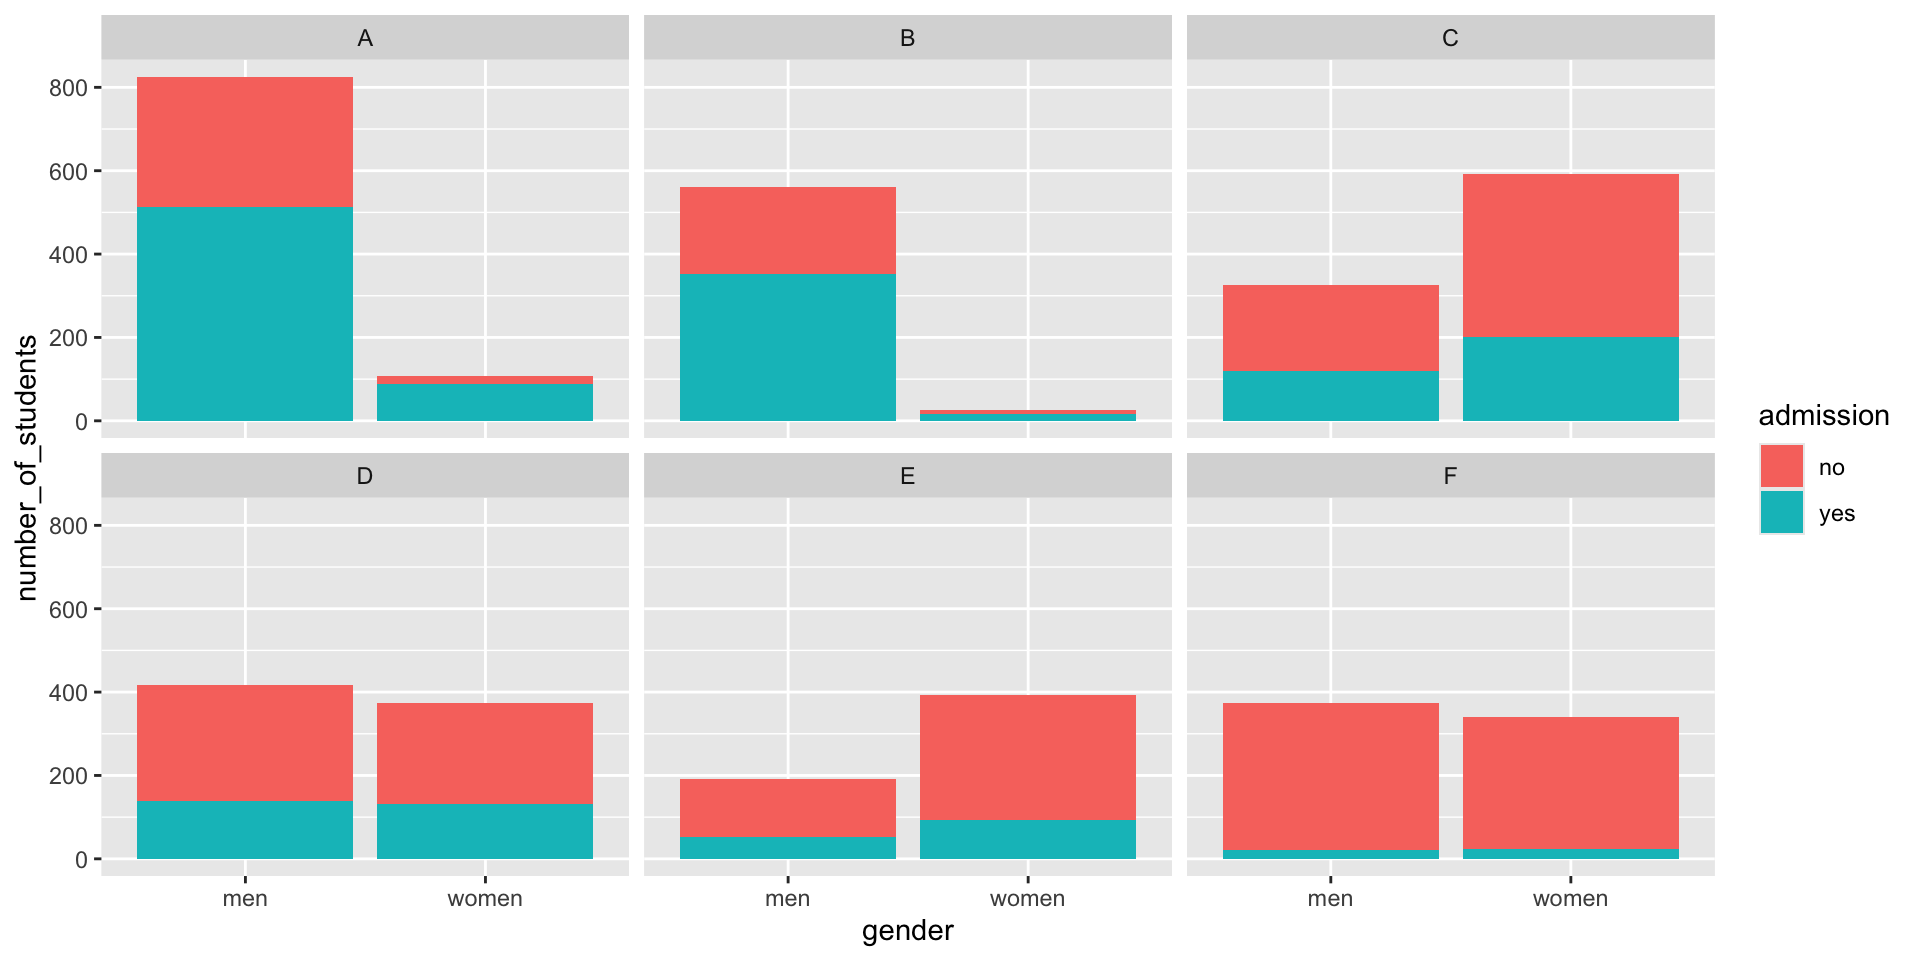 A
B
C
800
600
400
200
0
D
E
F
800
600
400
200
0
men
women
men
women
men
women
gender
number_of_students
admission
no
yes